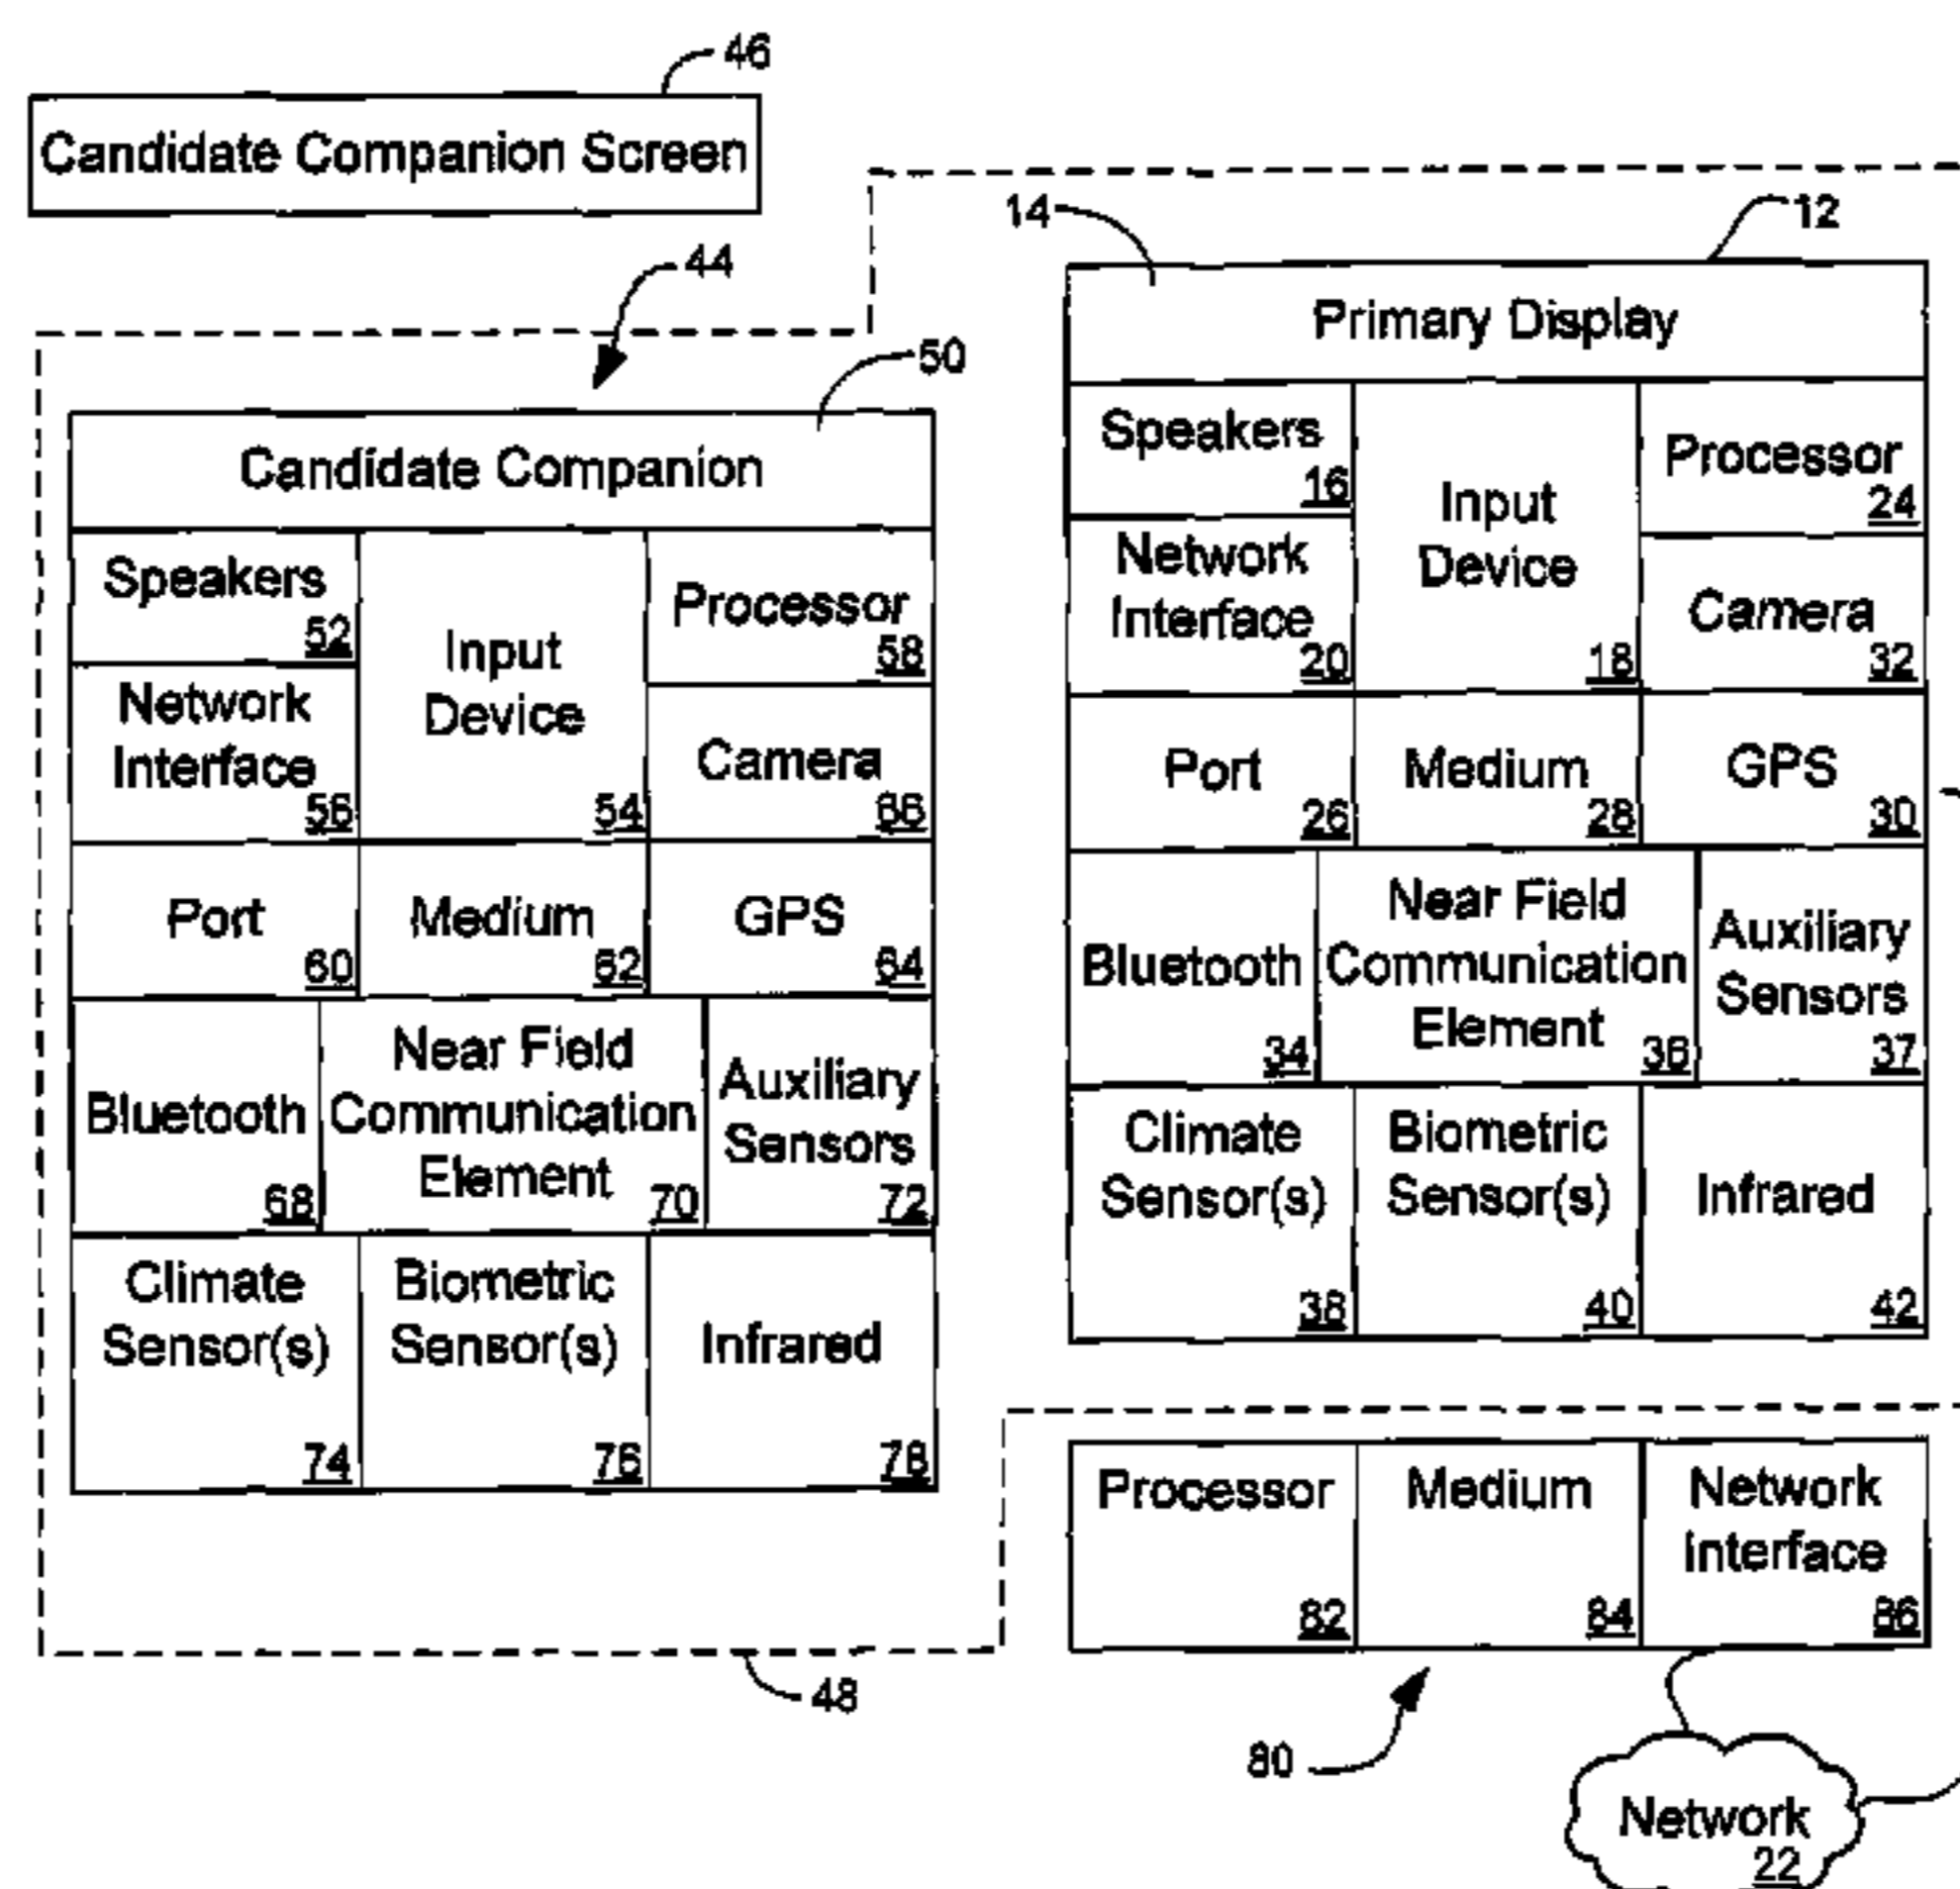 46
Candidate Companion Screen
44
14
12
Primary Display
Speakers
16
Input
Device
18
Processor
24
Network
Interface
20
Camera
32
Port
26
Medium
28
GPS
30
Bluetooth
34
Near Field
Communication
Element
36
Auxiliary
Sensors
37
Climate
Sensor(s)
38
Biometric
Sensor(s)
40
Infrared
42
50
Candidate Companion
Speakers
52
Input
Device
54
Processor
58
Network
Interface
56
Camera
66
Port
60
Medium
62
GPS
64
Bluetooth
68
Near Field
Communication
Element
70
Auxiliary
Sensors
72
Climate
Sensor(s)
74
Biometric
Sensor(s)
76
Infrared
78
48
Processor
82
Medium
84
Network
Interface
86
80
Network
22